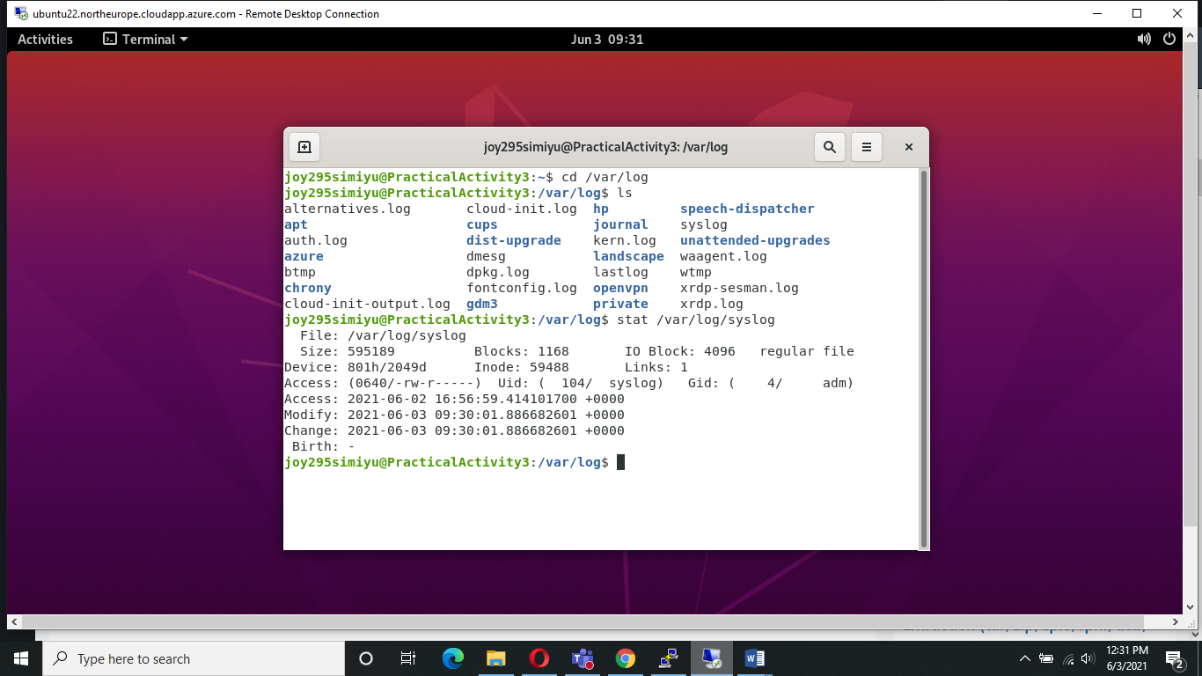 ubuntu22.northeurope.cloudapp.azure.com - Remote Desktop Connection
Activities Terminal Jun 3 09:31
joy295simiyu@PracticalActivity3: /var/log
joy295simiyu@PracticalActivity3:~$ cd /var/log
joy295simiyu@PracticalActivity3:/var/log$ ls
alternatives.log cloud-init.log hp speech-dispatcher
apt cups journal syslog
auth.log dist-upgrade kern.log unattended-upgrades
azure dmesg landscape waagent.log
btmp dpkg.log lastlog wtmp
chrony fontconfig.log openvpn xrdp-sesman.log
cloud-init-output.log gdm3 private xrdp.log
joy295simiyu@PracticalActivity3:/var/log$ stat /var/log/syslog
File: /var/log/syslog
Size: 595189 Blocks: 1168 IO Block: 4096 regular file
Device: 801h/2049d Inode: 59488 Links: 1
Access: (0640/-rw-r-----) Uid: ( 104/ syslog) Gid: ( 4/ adm)
Access: 2021-06-02 16:56:59.414101700 +0000
Modify: 2021-06-03 09:30:01.886682601 +0000
Change: 2021-06-03 09:30:01.886682601 +0000
Birth: -
joy295simiyu@PracticalActivity3:/var/log$
Type here to search
12:31 PM
6/3/2021
2